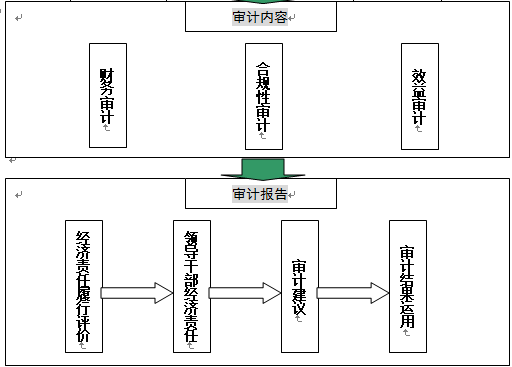 审计内容
财务审计
合规性审计
效益审计
审计报告
经济责任履行评价
领导干部经济责任
审计建议
审计结果运用